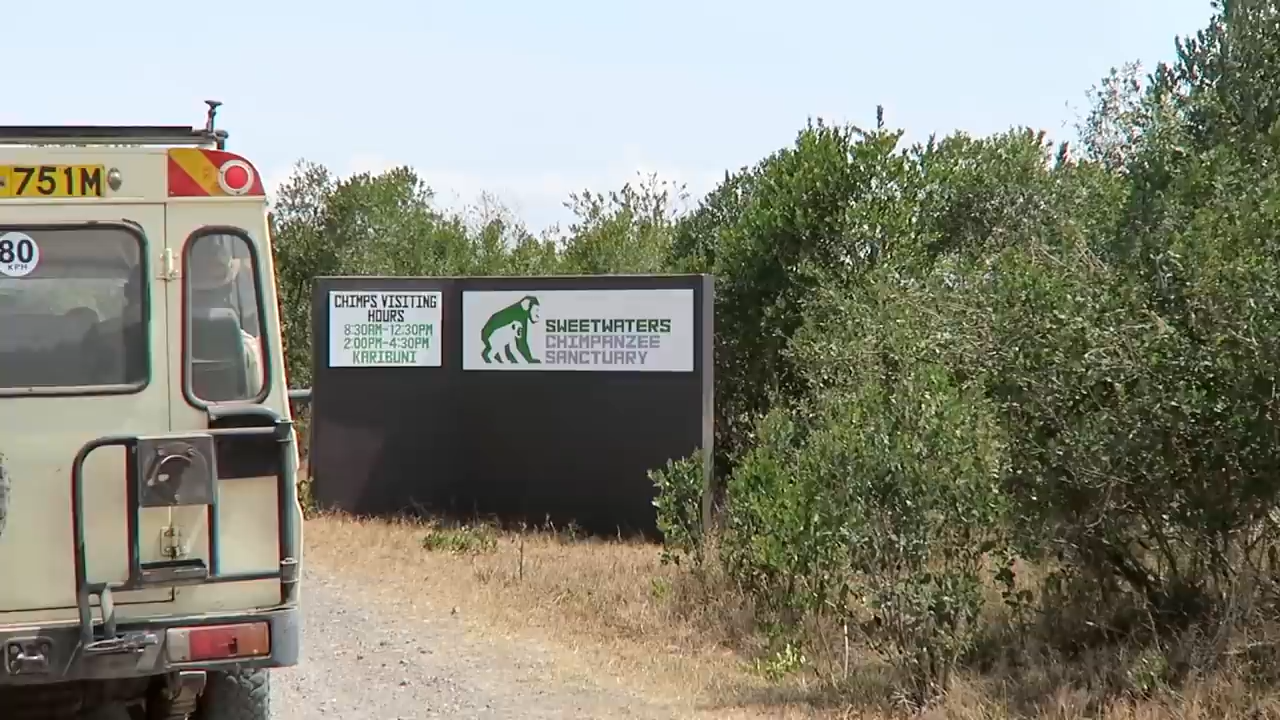 751M
80
KPH
CHIMPS VISITING
HOURS
8:30AM-12:30PM
2:00PM-4:30PM
KARIBUNI
SWEETWATERS
CHIMPANZEE
SANCTUARY